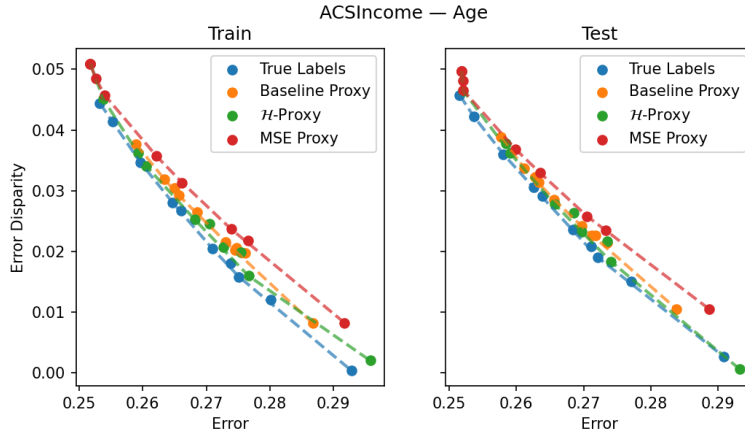 ACSIncome — Age
Train
Test
True Labels
Baseline Proxy
ℋ-Proxy
MSE Proxy
True Labels
Baseline Proxy
ℋ-Proxy
MSE Proxy
Error Disparity
0.05
0.04
0.03
0.02
0.01
0.00
0.25 0.26 0.27 0.28 0.29
0.25 0.26 0.27 0.28 0.29
Error
Error